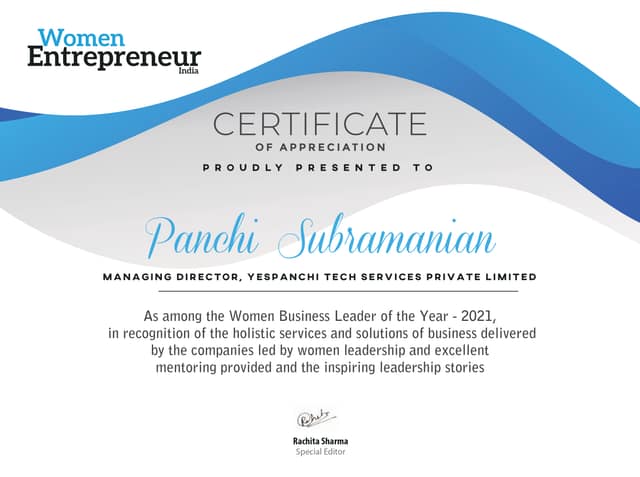 Women
Entrepreneur
India
CERTIFICATE
OF APPRECIATION
PROUDLY PRESENTED TO
Panchi Subramanian
MANAGING DIRECTOR, YESPANCHI TECH SERVICES PRIVATE LIMITED
As among the Women Business Leader of the Year - 2021,
in recognition of the holistic services and solutions of business delivered
by the companies led by women leadership and excellent
mentoring provided and the inspiring leadership stories
Rachita Sharma
Special Editor